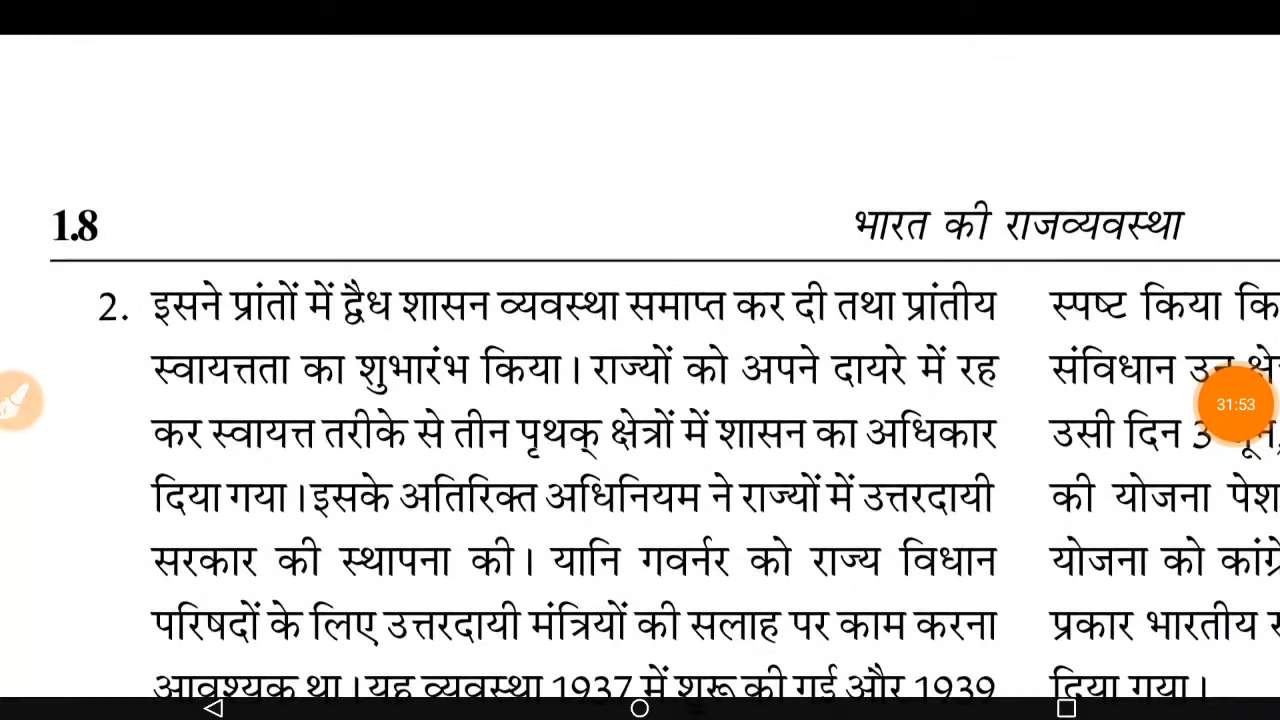 1.8
भारत की राजव्यवस्था
2. इसने प्रांतों में द्वैध शासन व्यवस्था समाप्त कर दी तथा प्रांतीय
स्वायत्तता का शुभारंभ किया। राज्यों को अपने दायरे में रह
कर स्वायत्त तरीके से तीन पृथक् क्षेत्रों में शासन का अधिकार
दिया गया। इसके अतिरिक्त अधिनियम ने राज्यों में उत्तरदायी
सरकार की स्थापना की। यानि गवर्नर को राज्य विधान
परिषदों के लिए उत्तरदायी मंत्रियों की सलाह पर काम करना
आवश्यक था। यह व्यवस्था 1937 में शुरू की गई और 1939
स्पष्ट किया कि
संविधान उन
31:53
उसी दिन 3
की योजना पेश
योजना को
प्रकार भारतीय
दिया गया।